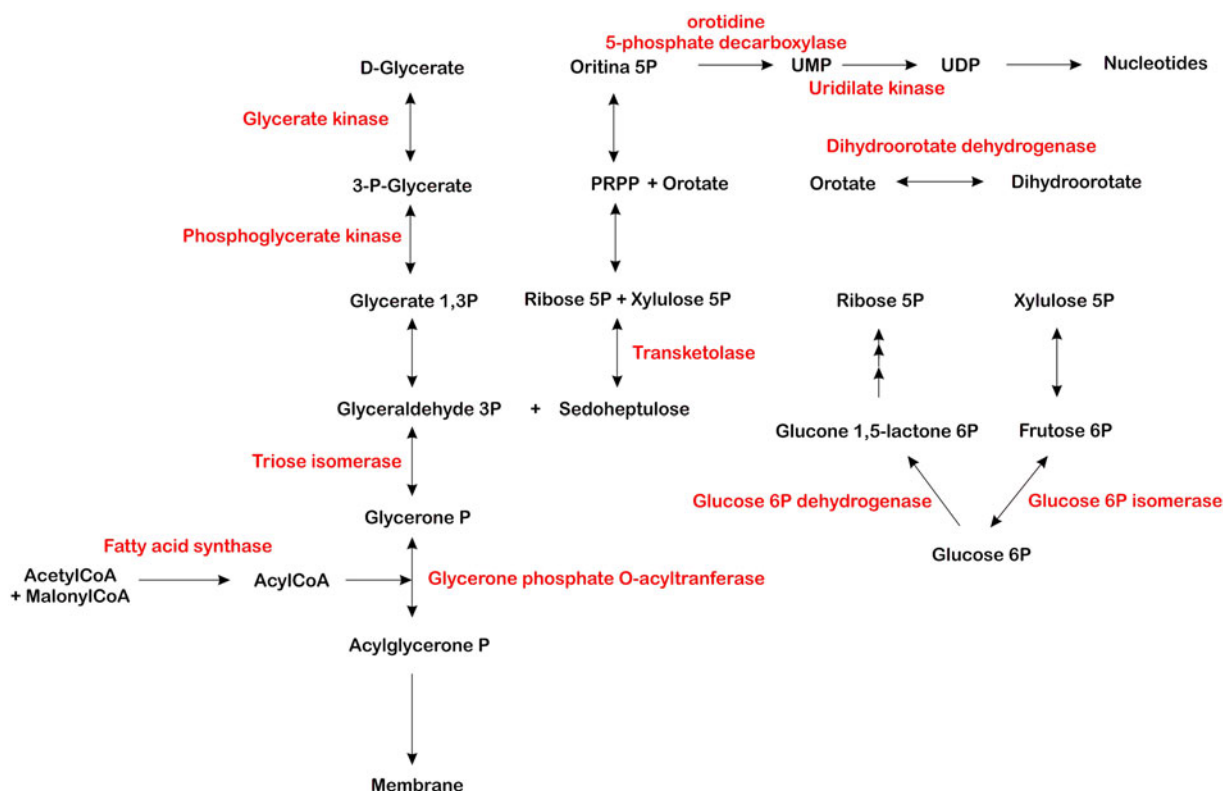 orotidine
5-phosphate decarboxylase
D-Glycerate
Oritina 5P
UMP
UDP
Nucleotides
Uridilate kinase
Glycerate kinase
Dihydroorotate dehydrogenase
3-P-Glycerate
PRPP + Orotate
Orotate
Dihydroorotate
Phosphoglycerate kinase
Glycerate 1,3P
Ribose 5P + Xylulose 5P
Ribose 5P
Xylulose 5P
Transketolase
Glyceraldehyde 3P + Sedoheptulose
Glucone 1,5-lactone 6P
Frutose 6P
Triose isomerase
Glucose 6P dehydrogenase
Glucose 6P isomerase
Glycerone P
Fatty acid synthase
Glucose 6P
AcetylCoA
+ MalonylCoA
AcylCoA
Glycerone phosphate O-acyltranferase
Acylglycerone P
Membrane